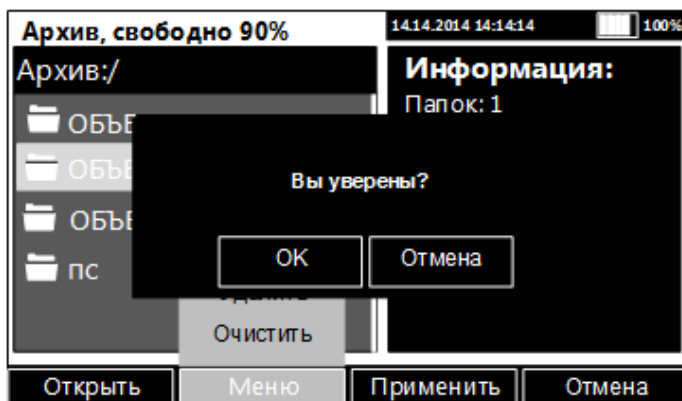 Архив, свободно 90%
14.14.2014 14:14:14
100%
Архив:/
Информация:
Папок: 1
ПС
Вы уверены?
OK
Отмена
Очистить
Открыть
Меню
Применить
Отмена